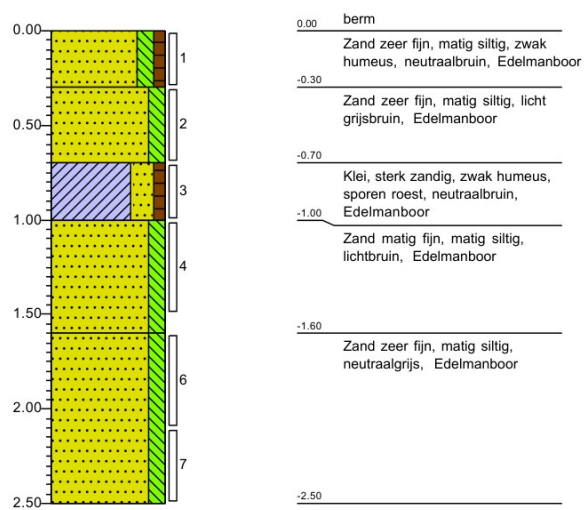 0.00
0.50
1.00
1.50
2.00
2.50
1
2
3
4
6
7
0.00
berm
Zand zeer fijn, matig siltig, zwak
humeus, neutraalbruin, Edelmanboor
-0.30
Zand zeer fijn, matig siltig, licht
grijsbruin, Edelmanboor
-0.70
Klei, sterk zandig, zwak humeus,
sporen roest, neutraalbruin,
Edelmanboor
-1.00
Zand matig fijn, matig siltig,
lichtbruin, Edelmanboor
-1.60
Zand zeer fijn, matig siltig,
neutraalgrijs, Edelmanboor
-2.50